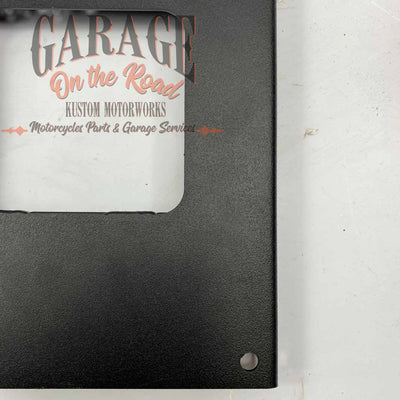 GARAGE
On the Road
KUSTOM MOTORWORKS
Motorcycles Parts & Garage Services